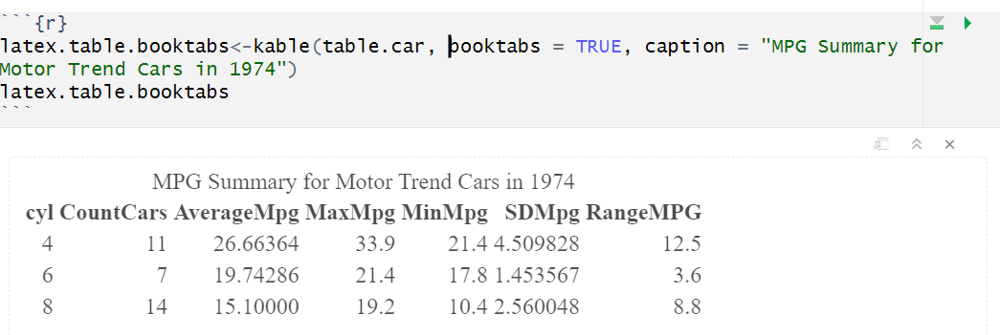 ```{r}
latex.table.booktabs<-kable(table.car, booktabs = TRUE, caption = "MPG Summary for
Motor Trend Cars in 1974")
latex.table.booktabs
```
MPG Summary for Motor Trend Cars in 1974
cyl CountCars AverageMpg MaxMpg MinMpg SDMpg RangeMPG
4 11 26.66364 33.9 21.4 4.509828 12.5
6 7 19.74286 21.4 17.8 1.453567 3.6
8 14 15.10000 19.2 10.4 2.560048 8.8